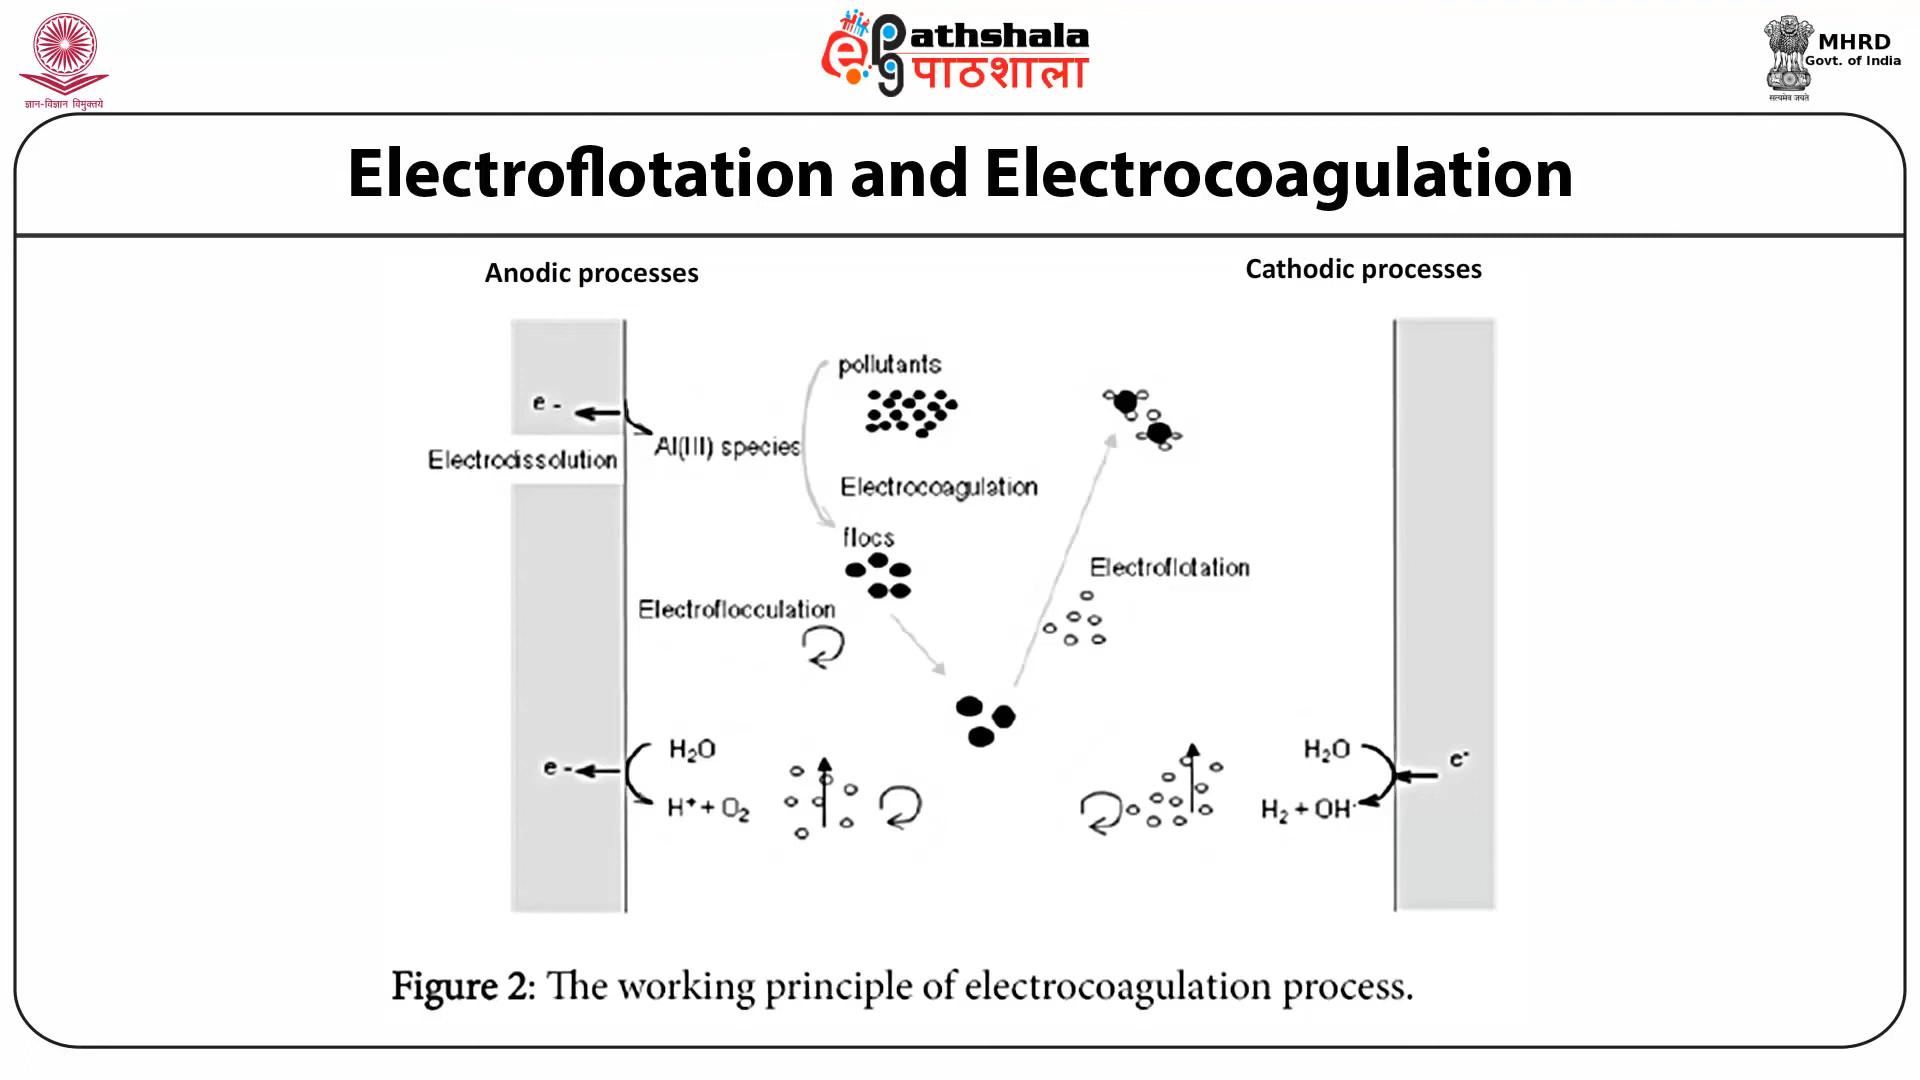 ज्ञान-विज्ञान विमुक्तये
ePathshala
पाठशाला
MHRD
Govt. of India
सत्यमेव जयते
Electroflotation and Electrocoagulation
Anodic processes
Cathodic processes
pollutants
e -
Al(III) species
Electrodissolution
Electrocoagulation
flocs
Electroflotation
Electroflocculation
H₂O
e -
H⁺ + O₂
H₂O
e⁻
H₂ + OH⁻
Figure 2: The working principle of electrocoagulation process.